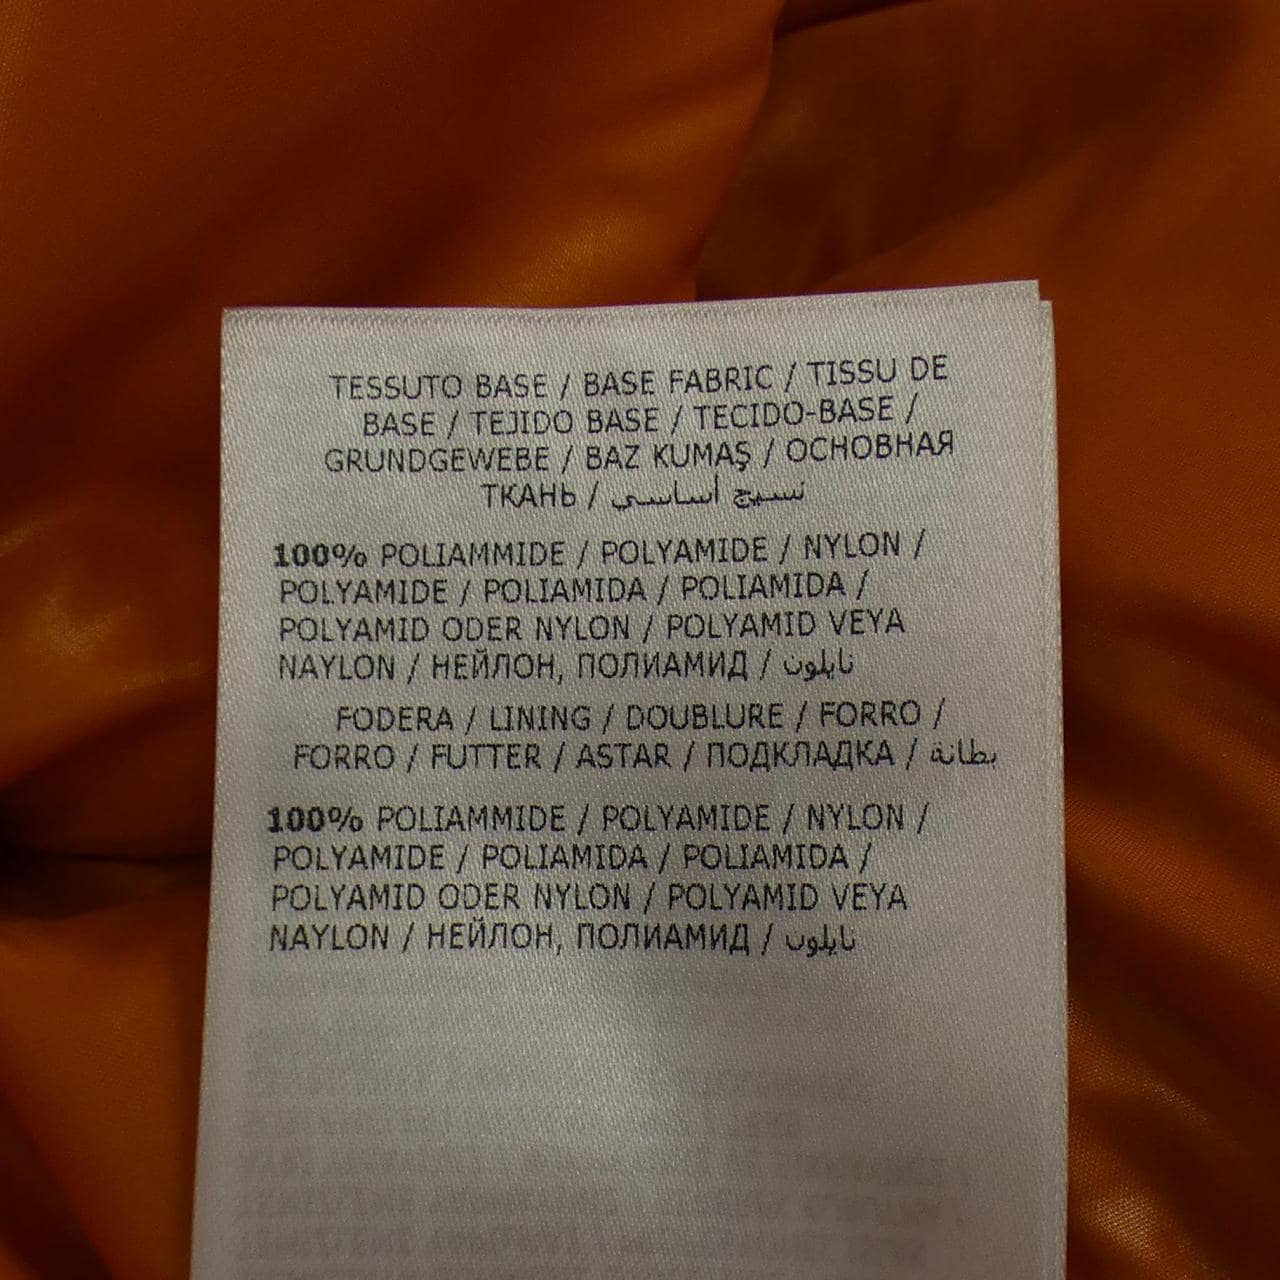 TESSUTO BASE / BASE FABRIC / TISSU DE
BASE / TEJIDO BASE / TECIDO-BASE /
GRUNDGEWEBE / BAZ KUMAŞ / ОСНОВНАЯ
ТКАНЬ / نسيج أساسي
100% POLIAMMIDE / POLYAMIDE / NYLON /
POLYAMIDE / POLIAMIDA / POLIAMIDA /
POLYAMID ODER NYLON / POLYAMID VEYA
NAYLON / НЕЙЛОН, ПОЛИАМИД / نايلون
FODERA / LINING / DOUBLURE / FORRO /
FORRO / FUTTER / ASTAR / ПОДКЛАДКА / بطانة
100% POLIAMMIDE / POLYAMIDE / NYLON /
POLYAMIDE / POLIAMIDA / POLIAMIDA /
POLYAMID ODER NYLON / POLYAMID VEYA
NAYLON / НЕЙЛОН, ПОЛИАМИД / نايلون